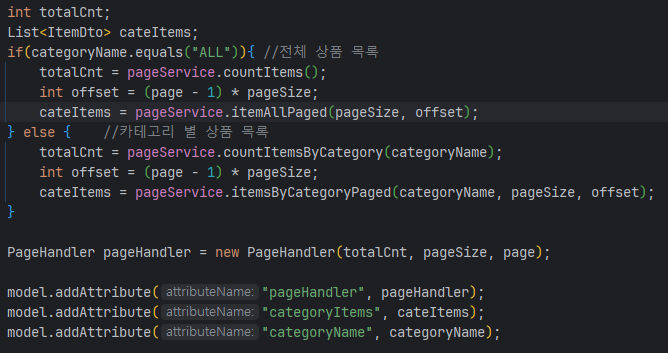 int totalCnt;
List<ItemDto> cateItems;
if(categoryName.equals("ALL")){ //전체 상품 목록
    totalCnt = pageService.countItems();
    int offset = (page - 1) * pageSize;
    cateItems = pageService.itemAllPaged(pageSize, offset);
} else {    //카테고리 별 상품 목록
    totalCnt = pageService.countItemsByCategory(categoryName);
    int offset = (page - 1) * pageSize;
    cateItems = pageService.itemsByCategoryPaged(categoryName, pageSize, offset);
}
PageHandler pageHandler = new PageHandler(totalCnt, pageSize, page);
model.addAttribute( attributeName: "pageHandler", pageHandler);
model.addAttribute( attributeName: "categoryItems", cateItems);
model.addAttribute( attributeName: "categoryName", categoryName);